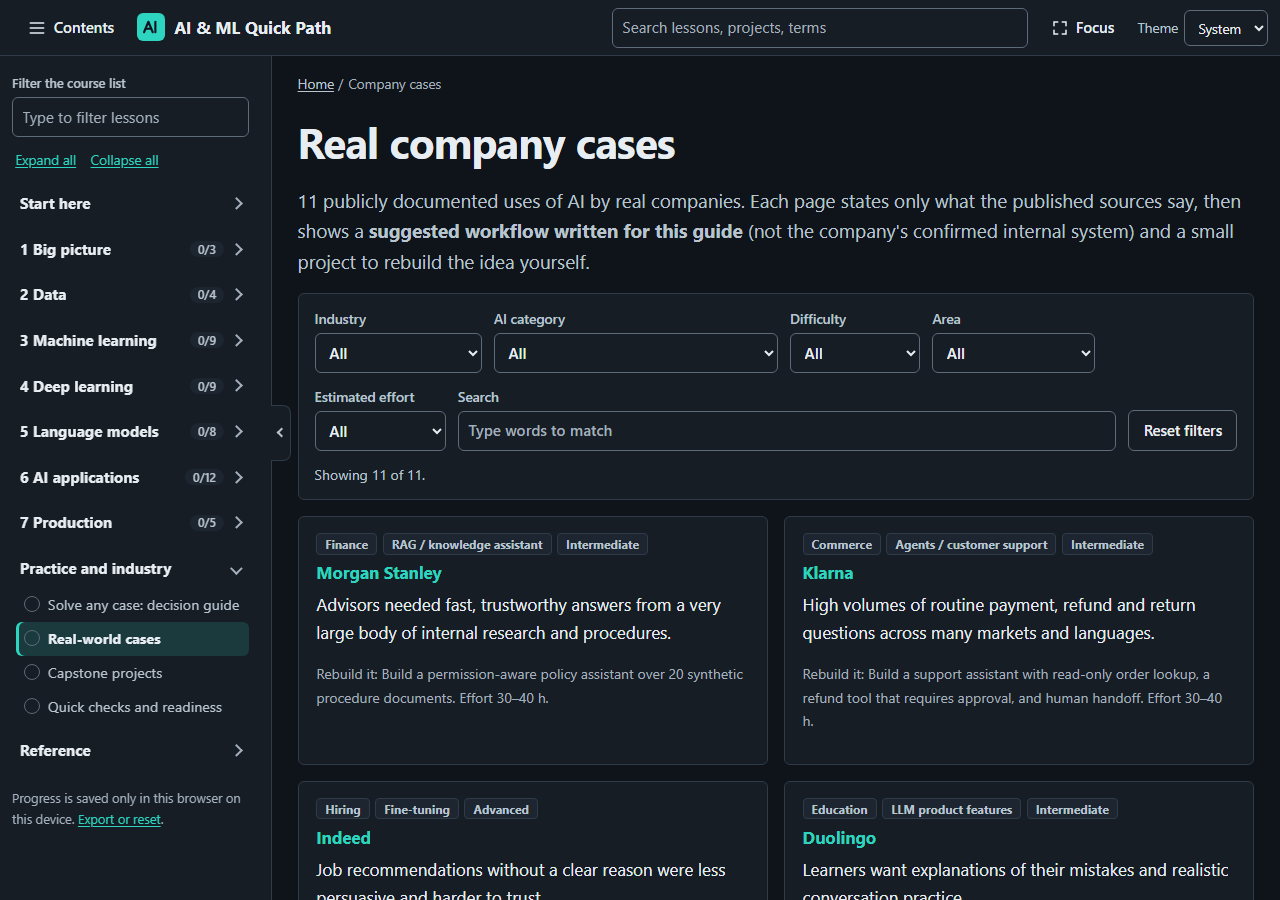 Contents
AI AI & ML Quick Path
Search lessons, projects, terms
Focus
Theme
System
Filter the course list
Type to filter lessons
Expand all Collapse all
Start here
1 Big picture 0/3
2 Data 0/4
3 Machine learning 0/9
4 Deep learning 0/9
5 Language models 0/8
6 AI applications 0/12
7 Production 0/5
Practice and industry
Solve any case: decision guide
Real-world cases
Capstone projects
Quick checks and readiness
Reference
Progress is saved only in this browser on
this device. Export or reset.
Home / Company cases
Real company cases
11 publicly documented uses of AI by real companies. Each page states only what the published sources say, then
shows a suggested workflow written for this guide (not the company's confirmed internal system) and a small
project to rebuild the idea yourself.
Industry AI category Difficulty Area
All All All All
Estimated effort Search
All Type words to match Reset filters
Showing 11 of 11.
Finance RAG / knowledge assistant Intermediate
Morgan Stanley
Advisors needed fast, trustworthy answers from a very
large body of internal research and procedures.
Rebuild it: Build a permission-aware policy assistant over 20 synthetic
procedure documents. Effort 30–40 h.
Commerce Agents / customer support Intermediate
Klarna
High volumes of routine payment, refund and return
questions across many markets and languages.
Rebuild it: Build a support assistant with read-only order lookup, a
refund tool that requires approval, and human handoff. Effort 30–40
h.
Hiring Fine-tuning Advanced
Indeed
Job recommendations without a clear reason were less
persuasive and harder to trust.
Education LLM product features Intermediate
Duolingo
Learners want explanations of their mistakes and realistic
conversation practice.